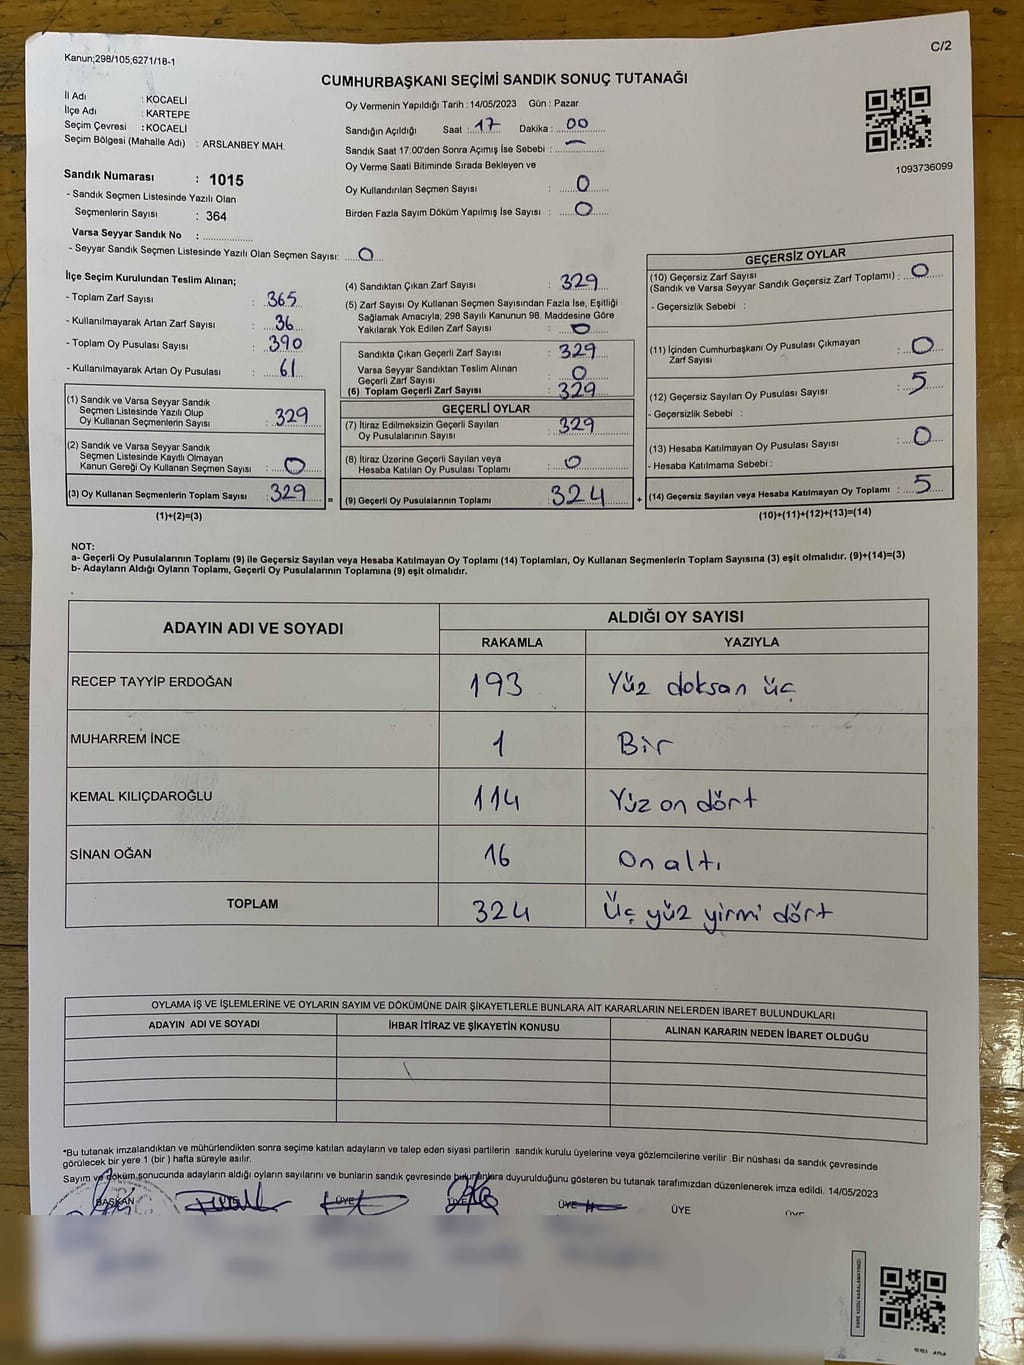 Kanun;298/105,6271/18-1
C/2
CUMHURBAŞKANI SEÇİMİ SANDIK SONUÇ TUTANAĞI
İl Adı : KOCAELİ
İlçe Adı : KARTEPE
Seçim Çevresi : KOCAELİ
Seçim Bölgesi (Mahalle Adı) : ARSLANBEY MAH.
Sandık Numarası : 1015
- Sandık Seçmen Listesinde Yazılı Olan
Seçmenlerin Sayısı : 364
Varsa Seyyar Sandık No :
- Seyyar Sandık Seçmen Listesinde Yazılı Olan Seçmen Sayısı: 0
Oy Vermenin Yapıldığı Tarih : 14/05/2023 Gün : Pazar
Sandığın Açıldığı Saat : 17 Dakika : 00
Sandık Saat 17:00'den Sonra Açımış İse Sebebi : —
Oy Verme Saati Bitiminde Sırada Bekleyen ve
Oy Kullandırılan Seçmen Sayısı : 0
Birden Fazla Sayım Döküm Yapılmış İse Sayısı : 0
1093736099
İlçe Seçim Kurulundan Teslim Alınan;
- Toplam Zarf Sayısı : 365
- Kullanılmayarak Artan Zarf Sayısı : 36
- Toplam Oy Pusulası Sayısı : 390
- Kullanılmayarak Artan Oy Pusulası : 61
(1) Sandık ve Varsa Seyyar Sandık
Seçmen Listesinde Yazılı Olup
Oy Kullanan Seçmenlerin Sayısı : 329
(2) Sandık ve Varsa Seyyar Sandık
Seçmen Listesinde Kayıtlı Olmayan
Kanun Gereği Oy Kullanan Seçmen Sayısı : 0
(3) Oy Kullanan Seçmenlerin Toplam Sayısı : 329
(1)+(2)=(3)
=
(4) Sandıktan Çıkan Zarf Sayısı : 329
(5) Zarf Sayısı Oy Kullanan Seçmen Sayısından Fazla İse, Eşitliği
Sağlamak Amacıyla; 298 Sayılı Kanunun 98. Maddesine Göre
Yakılarak Yok Edilen Zarf Sayısı : 0
Sandıkta Çıkan Geçerli Zarf Sayısı : 329
Varsa Seyyar Sandıktan Teslim Alınan
Geçerli Zarf Sayısı : 0
(6) Toplam Geçerli Zarf Sayısı : 329
GEÇERLİ OYLAR
(7) İtiraz Edilmeksizin Geçerli Sayılan
Oy Pusulalarının Sayısı : 329
(8) İtiraz Üzerine Geçerli Sayılan veya
Hesaba Katılan Oy Pusulası Toplamı : 0
(9) Geçerli Oy Pusulalarının Toplamı : 324
+
GEÇERSİZ OYLAR
(10) Geçersiz Zarf Sayısı
(Sandık ve Varsa Seyyar Sandık Geçersiz Zarf Toplamı) : 0
- Geçersizlik Sebebi :
(11) İçinden Cumhurbaşkanı Oy Pusulası Çıkmayan
Zarf Sayısı : 0
(12) Geçersiz Sayılan Oy Pusulası Sayısı : 5
- Geçersizlik Sebebi :
(13) Hesaba Katılmayan Oy Pusulası Sayısı : 0
- Hesaba Katılmama Sebebi :
(14) Geçersiz Sayılan veya Hesaba Katılmayan Oy Toplamı : 5
(10)+(11)+(12)+(13)=(14)
NOT:
a- Geçerli Oy Pusulalarının Toplamı (9) ile Geçersiz Sayılan veya Hesaba Katılmayan Oy Toplamı (14) Toplamları, Oy Kullanan Seçmenlerin Toplam Sayısına (3) eşit olmalıdır. (9)+(14)=(3)
b- Adayların Aldığı Oyların Toplamı, Geçerli Oy Pusulalarının Toplamına (9) eşit olmalıdır.
ADAYIN ADI VE SOYADI ALDIĞI OY SAYISI
RAKAMLA YAZIYLA
RECEP TAYYİP ERDOĞAN 193 Yüz doksan üç
MUHARREM İNCE 1 Bir
KEMAL KILIÇDAROĞLU 114 Yüz on dört
SİNAN OĞAN 16 On altı
TOPLAM 324 Üç yüz yirmi dört
OYLAMA İŞ VE İŞLEMLERİNE VE OYLARIN SAYIM VE DÖKÜMÜNE DAİR ŞİKAYETLERLE BUNLARA AİT KARARLARIN NELERDEN İBARET BULUNDUKLARI
ADAYIN ADI VE SOYADI İHBAR İTİRAZ VE ŞİKAYETİN KONUSU ALINAN KARARIN NEDEN İBARET OLDUĞU
*Bu tutanak imzalandıktan ve mühürlendikten sonra seçime katılan adayların ve talep eden siyasi partilerin sandık kurulu üyelerine veya gözlemcilerine verilir .Bir nüshası da sandık çevresinde
görülecek bir yere 1 (bir ) hafta süreyle asılır.
Sayım ve döküm sonucunda adayların aldığı oyların sayılarını ve bunların sandık çevresinde bulunanlara duyurulduğunu gösteren bu tutanak tarafımızdan düzenlenerek imza edildi. 14/05/2023
BAŞKAN ÜYE ÜYE ÜYE ÜYE ÜYE